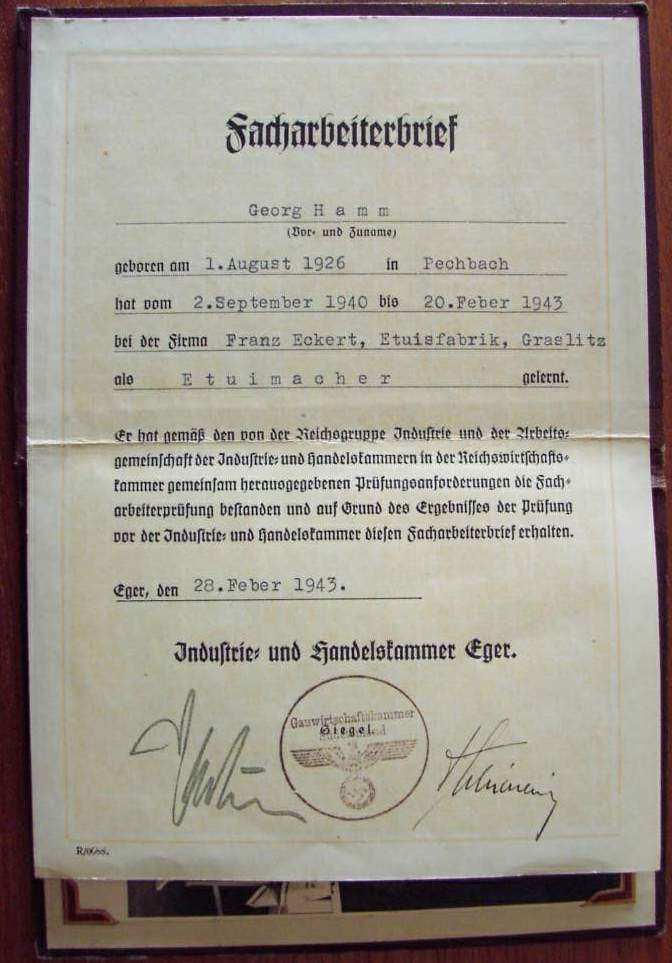 Facharbeiterbrief
Georg H a m m
(Vor- und Zuname)
geboren am 1.August 1926 in Pechbach
hat vom 2.September 1940 bis 20.Feber 1943
bei der Firma Franz Eckert, Etuisfabrik, Graslitz
als E t u i m a c h e r gelernt.
Er hat gemäß den von der Reichsgruppe Industrie und der Arbeits-
gemeinschaft der Industrie- und Handelskammern in der Reichswirtschafts-
kammer gemeinsam herausgegebenen Prüfungsanforderungen die Fach-
arbeiterprüfung bestanden und auf Grund des Ergebnisses der Prüfung
vor der Industrie- und Handelskammer diesen Facharbeiterbrief erhalten.
Eger, den 28.Feber 1943.
Industrie- und Handelskammer Eger.
Gauwirtschaftskammer
Siegel.